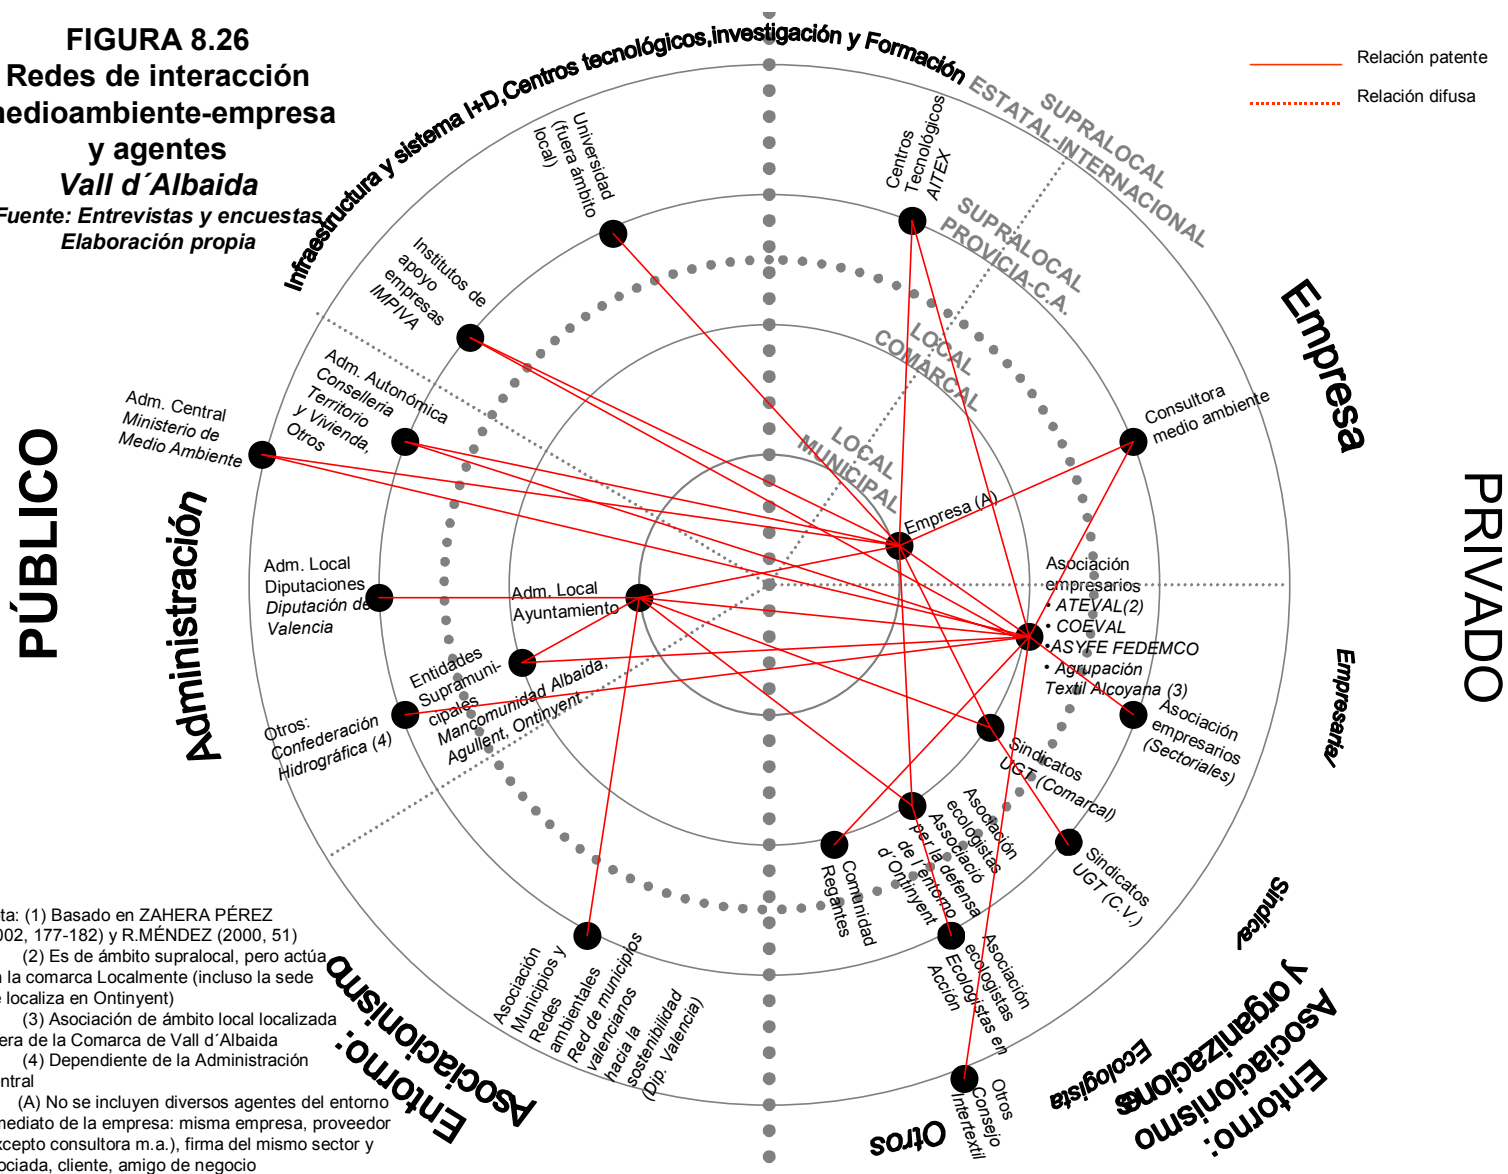 FIGURA 8.26
Redes de interacción
medioambiente-empresa
y agentes
Vall d´Albaida
Fuente: Entrevistas y encuestas
Elaboración propia
Relación patente
Relación difusa
Infraestructura y sistema I+D,Centros tecnológicos,investigación y Formación
SUPRALOCAL
ESTATAL-INTERNACIONAL
SUPRALOCAL
PROVICIA-C.A.
LOCAL
COMARCAL
LOCAL
MUNICIPAL
Universidad
(fuera ámbito
local)
Centros
Tecnológicos
AITEX
Institutos de
apoyo
empresas
IMPIVA
Adm. Autonómica
Conselleria
Territorio
y Vivienda,
Otros
Adm. Central
Ministerio de
Medio Ambiente
PÚBLICO
Administración
Adm. Local
Diputaciones
Diputación de
Valencia
Adm. Local
Ayuntamiento
Entidades
Supramuni-
cipales
Mancomunidad Albaida,
Agullent, Ontinyent
Otros:
Confederación
Hidrográfica (4)
Empresa
Consultora
medio ambiente
Empresa (A)
PRIVADO
Asociación
empresarios
• ATEVAL(2)
• COEVAL
•ASYFE FEDEMCO
• Agrupación
Textil Alcoyana (3)
Asociación
empresarios
(Sectoriales)
Empresarial
Sindicatos
UGT (Comarcal)
Sindicatos
UGT (C.V.)
Sindical
Asociación
ecologistas
Associació
per la defensa
de l´entorno
d´Ontinyent
Comunidad
Regantes
Asociación
ecologistas
Ecologistas en
Acción
Ecologista
Otros
Consejo
Intertextil
Otros
Entorno:
Asociacionismo
y organizacions
Asociación
Municipios y
Redes
ambientales
Red de municipios
valencianos
hacia la
sostenibilidad
(Dip. Valencia)
Entorno:
Asociacionismo
ta: (1) Basado en ZAHERA PÉREZ
002, 177-182) y R.MÉNDEZ (2000, 51)
(2) Es de ámbito supralocal, pero actúa
n la comarca Localmente (incluso la sede
e localiza en Ontinyent)
(3) Asociación de ámbito local localizada
era de la Comarca de Vall d´Albaida
(4) Dependiente de la Administración
entral
(A) No se incluyen diversos agentes del entorno
mediato de la empresa: misma empresa, proveedor
xcepto consultora m.a.), firma del mismo sector y
ociada, cliente, amigo de negocio